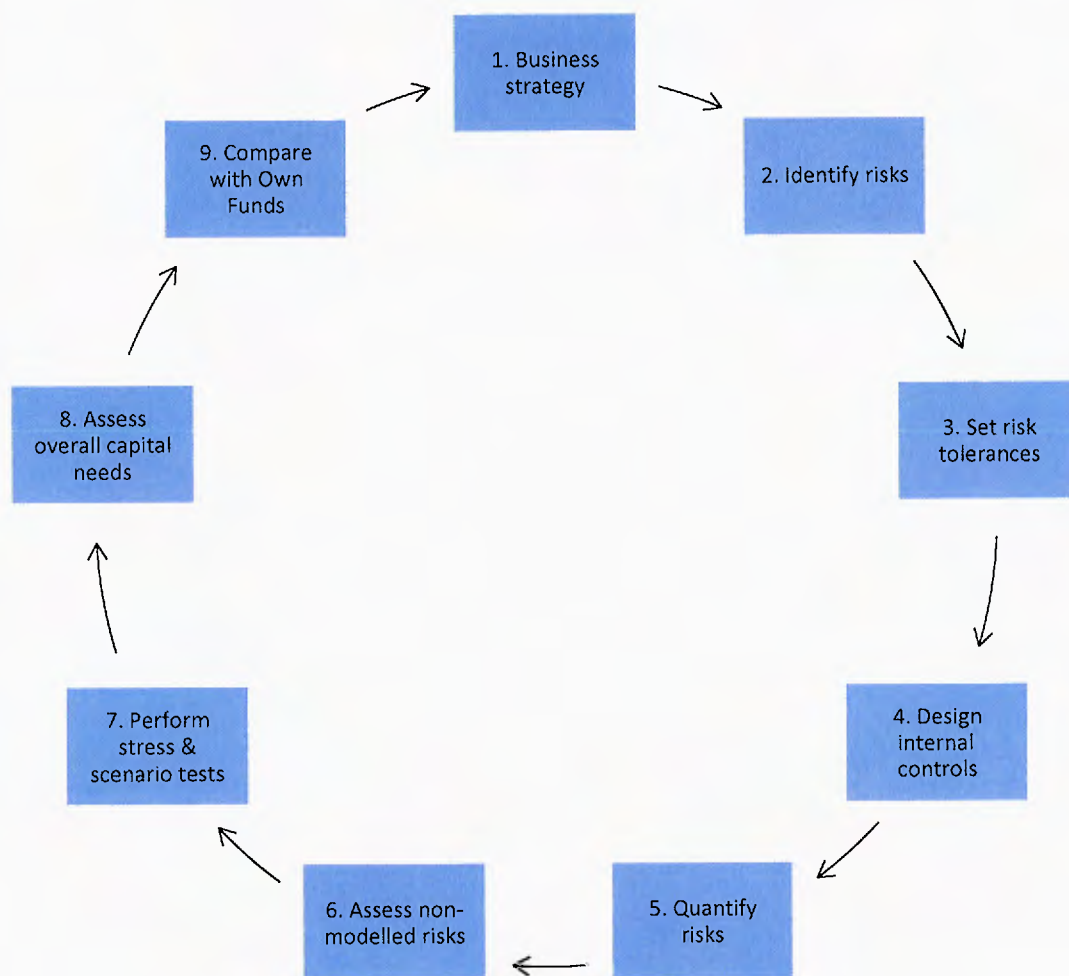 1. Business
strategy
2. Identify risks
3. Set risk
tolerances
4. Design
internal
controls
5. Quantify
risks
6. Assess non-
modelled risks
7. Perform
stress &
scenario tests
8. Assess
overall capital
needs
9. Compare
with Own
Funds